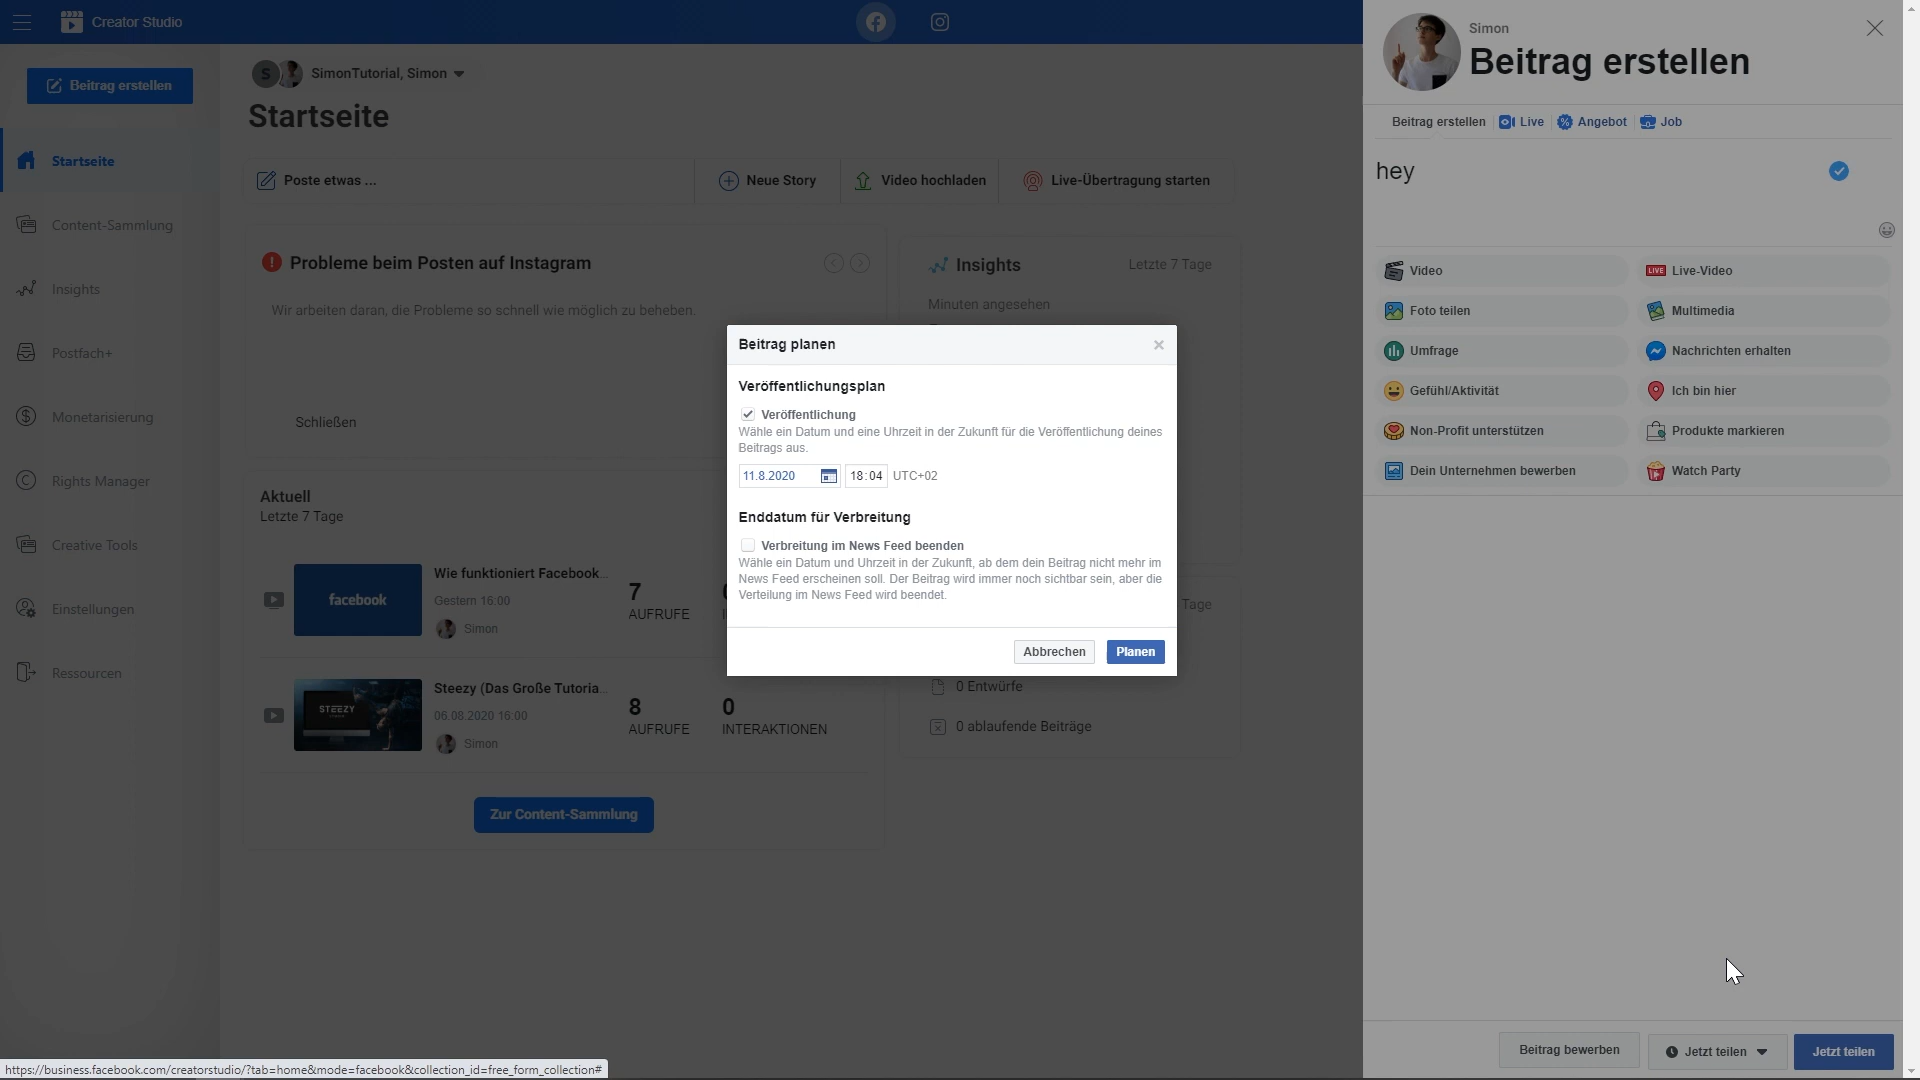 Creator Studio
Beitrag erstellen
Startseite
Content-Sammlung
Insights
Postfach+
Monetarisierung
Rights Manager
Creative Tools
Einstellungen
Ressourcen
S
SimonTutorial, Simon
Startseite
Poste etwas ...
Neue Story
Video hochladen
Live-Übertragung starten
Probleme beim Posten auf Instagram
Wir arbeiten daran, die Probleme so schnell wie möglich zu beheben.
Schließen
Insights
Letzte 7 Tage
Minuten angesehen
Aktuell
Letzte 7 Tage
facebook
Wie funktioniert Facebook...
Gestern 16:00
Simon
7
AUFRUFE
STEEZY
Steezy (Das Große Tutoria...
06.08.2020 16:00
Simon
8
AUFRUFE
0
INTERAKTIONEN
Zur Content-Sammlung
Tage
0 Entwürfe
0 ablaufende Beiträge
Beitrag planen
Veröffentlichungsplan
Veröffentlichung
Wähle ein Datum und eine Uhrzeit in der Zukunft für die Veröffentlichung deines
Beitrags aus.
11.8.2020
18:04
UTC+02
Enddatum für Verbreitung
Verbreitung im News Feed beenden
Wähle ein Datum und Uhrzeit in der Zukunft, ab dem dein Beitrag nicht mehr im
News Feed erscheinen soll. Der Beitrag wird immer noch sichtbar sein, aber die
Verteilung im News Feed wird beendet.
Abbrechen
Planen
Simon
Beitrag erstellen
Beitrag erstellen
Live
Angebot
Job
hey
Video
LIVE
Live-Video
Foto teilen
Multimedia
Umfrage
Nachrichten erhalten
Gefühl/Aktivität
Ich bin hier
Non-Profit unterstützen
Produkte markieren
Dein Unternehmen bewerben
Watch Party
Beitrag bewerben
Jetzt teilen
Jetzt teilen
https://business.facebook.com/creatorstudio/?tab=home&mode=facebook&collection_id=free_form_collection#